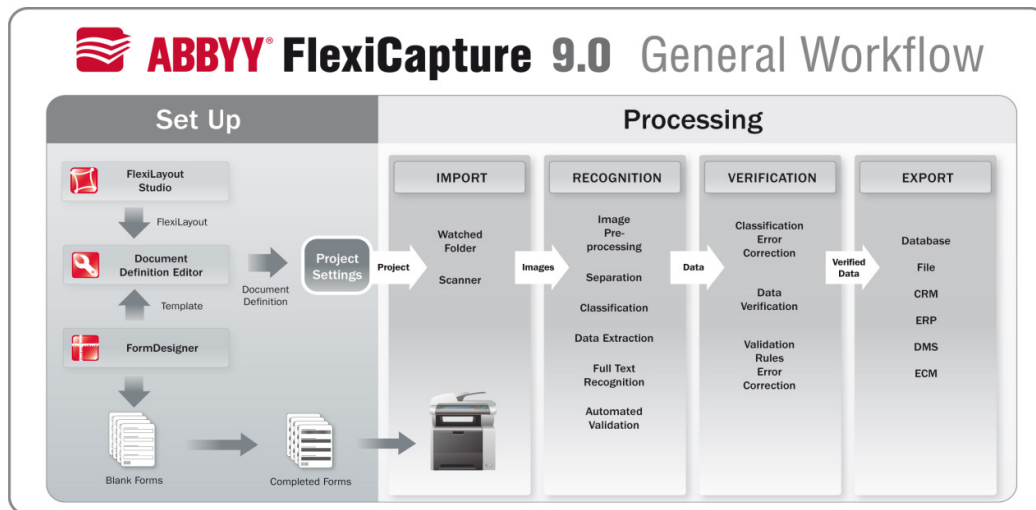 ABBYY® FlexiCapture 9.0 General Workflow
Set Up
Processing
FlexiLayout
Studio
FlexiLayout
Document
Definition Editor
Template
FormDesigner
Blank Forms
Completed Forms
Document
Definition
Project
Settings
Project
IMPORT
Watched
Folder
Scanner
Images
RECOGNITION
Image
Pre-
processing
Separation
Classification
Data Extraction
Full Text
Recognition
Automated
Validation
Data
VERIFICATION
Classification
Error
Correction
Data
Verification
Validation
Rules
Error
Correction
Verified
Data
EXPORT
Database
File
CRM
ERP
DMS
ECM